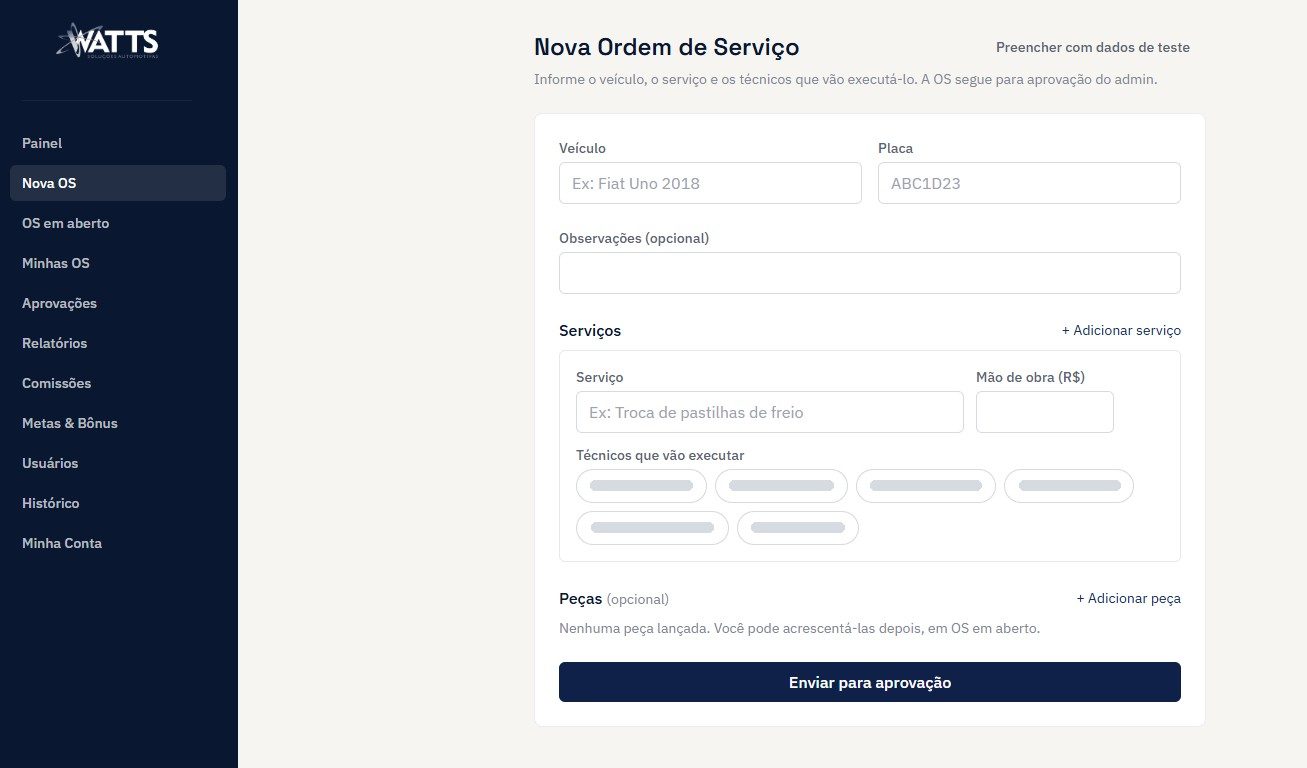 WATTS
SOLUÇÕES AUTOMOTIVAS
Painel
Nova OS
OS em aberto
Minhas OS
Aprovações
Relatórios
Comissões
Metas & Bônus
Usuários
Histórico
Minha Conta
Nova Ordem de Serviço
Preencher com dados de teste
Informe o veículo, o serviço e os técnicos que vão executá-lo. A OS segue para aprovação do admin.
Veículo
Placa
Ex: Fiat Uno 2018
ABC1D23
Observações (opcional)
Serviços
+ Adicionar serviço
Serviço
Mão de obra (R$)
Ex: Troca de pastilhas de freio
Técnicos que vão executar
Peças (opcional)
+ Adicionar peça
Nenhuma peça lançada. Você pode acrescentá-las depois, em OS em aberto.
Enviar para aprovação